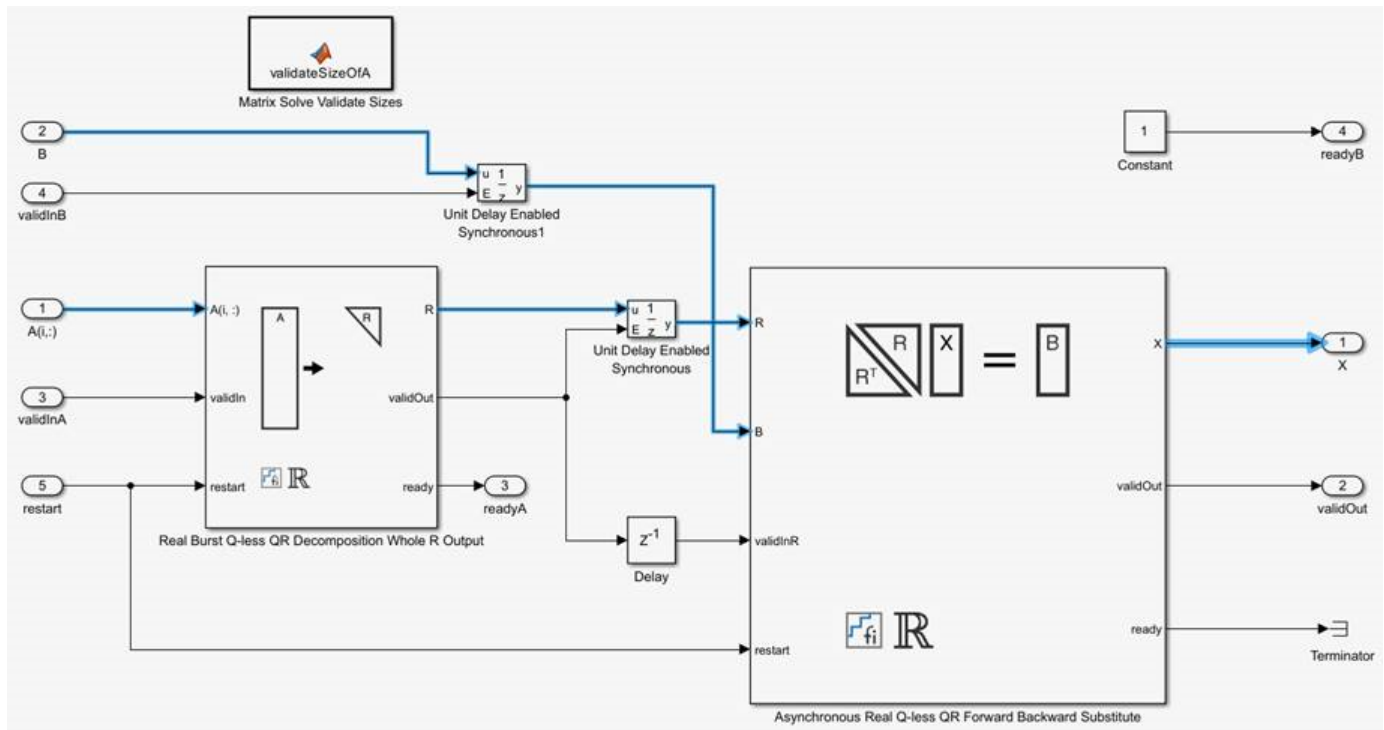 validateSizeOfA
Matrix Solve Validate Sizes
2
B
4
validInB
u 1
E z y
Unit Delay Enabled
Synchronous1
1
Constant
4
readyB
1
A(i,:)
3
validInA
5
restart
A(i, :)
A
R
R
validIn
validOut
restart
fi ℝ
ready
Real Burst Q-less QR Decomposition Whole R Output
3
readyA
u 1
E z y
Unit Delay Enabled
Synchronous
z-1
Delay
R
B
validInR
restart
R
RT
X
=
B
fi ℝ
X
validOut
ready
Asynchronous Real Q-less QR Forward Backward Substitute
1
X
2
validOut
Terminator